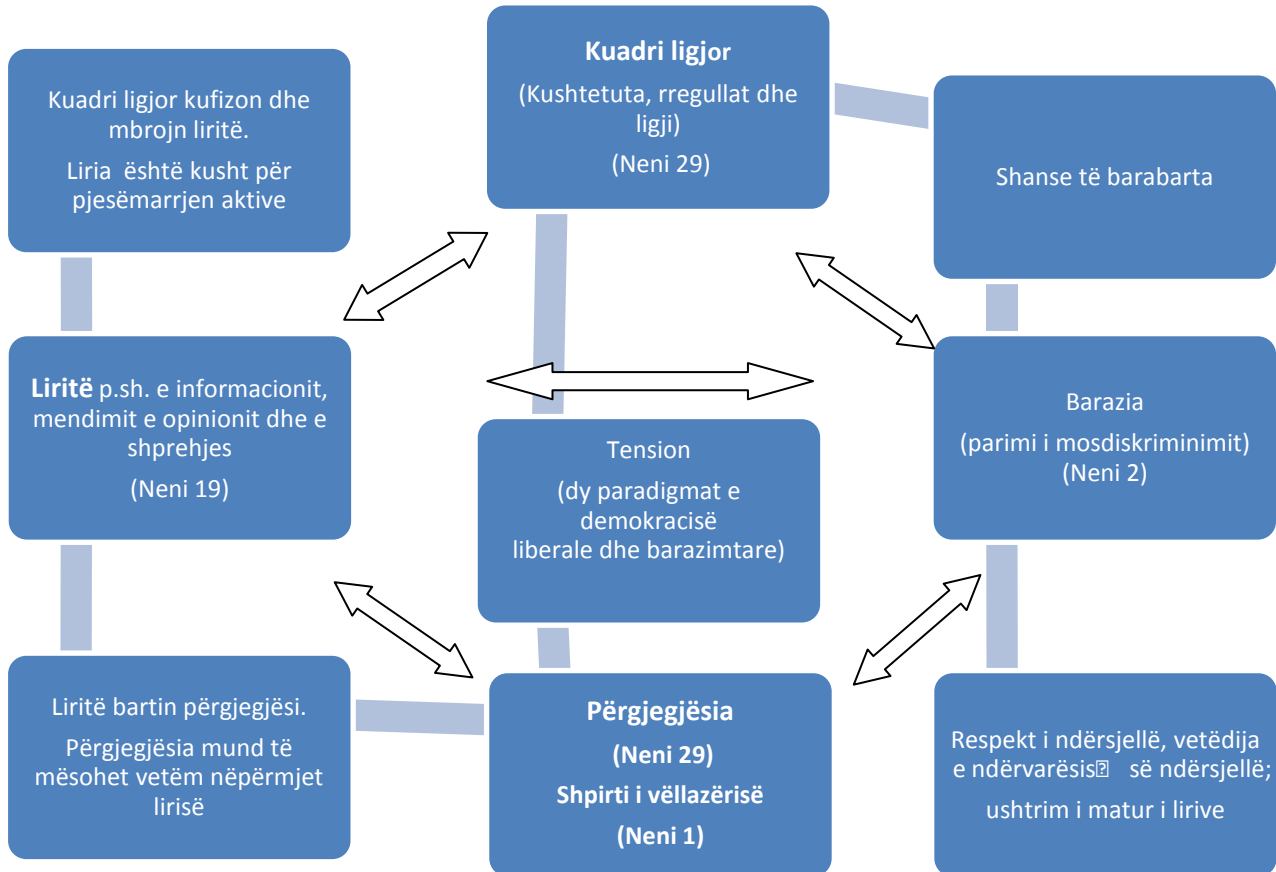 Kuadri ligjor kufizon dhe
mbrojn liritë.
Liria është kusht për
pjesëmarrjen aktive
Kuadri ligjor
(Kushtetuta, rregullat dhe
ligji)
(Neni 29)
Shanse të barabarta
Liritë p.sh. e informacionit,
mendimit e opinionit dhe e
shprehjes
(Neni 19)
Tension
(dy paradigmat e
demokracisë
liberale dhe barazimtare)
Barazia
(parimi i mosdiskriminimit)
(Neni 2)
Liritë bartin përgjegjësi.
Përgjegjësia mund të
mësohet vetëm nëpërmjet
lirisë
Përgjegjësia
(Neni 29)
Shpirti i vëllazërisë
(Neni 1)
Respekt i ndërsjellë, vetëdija
e ndërvarësis së ndërsjellë;
ushtrim i matur i lirive